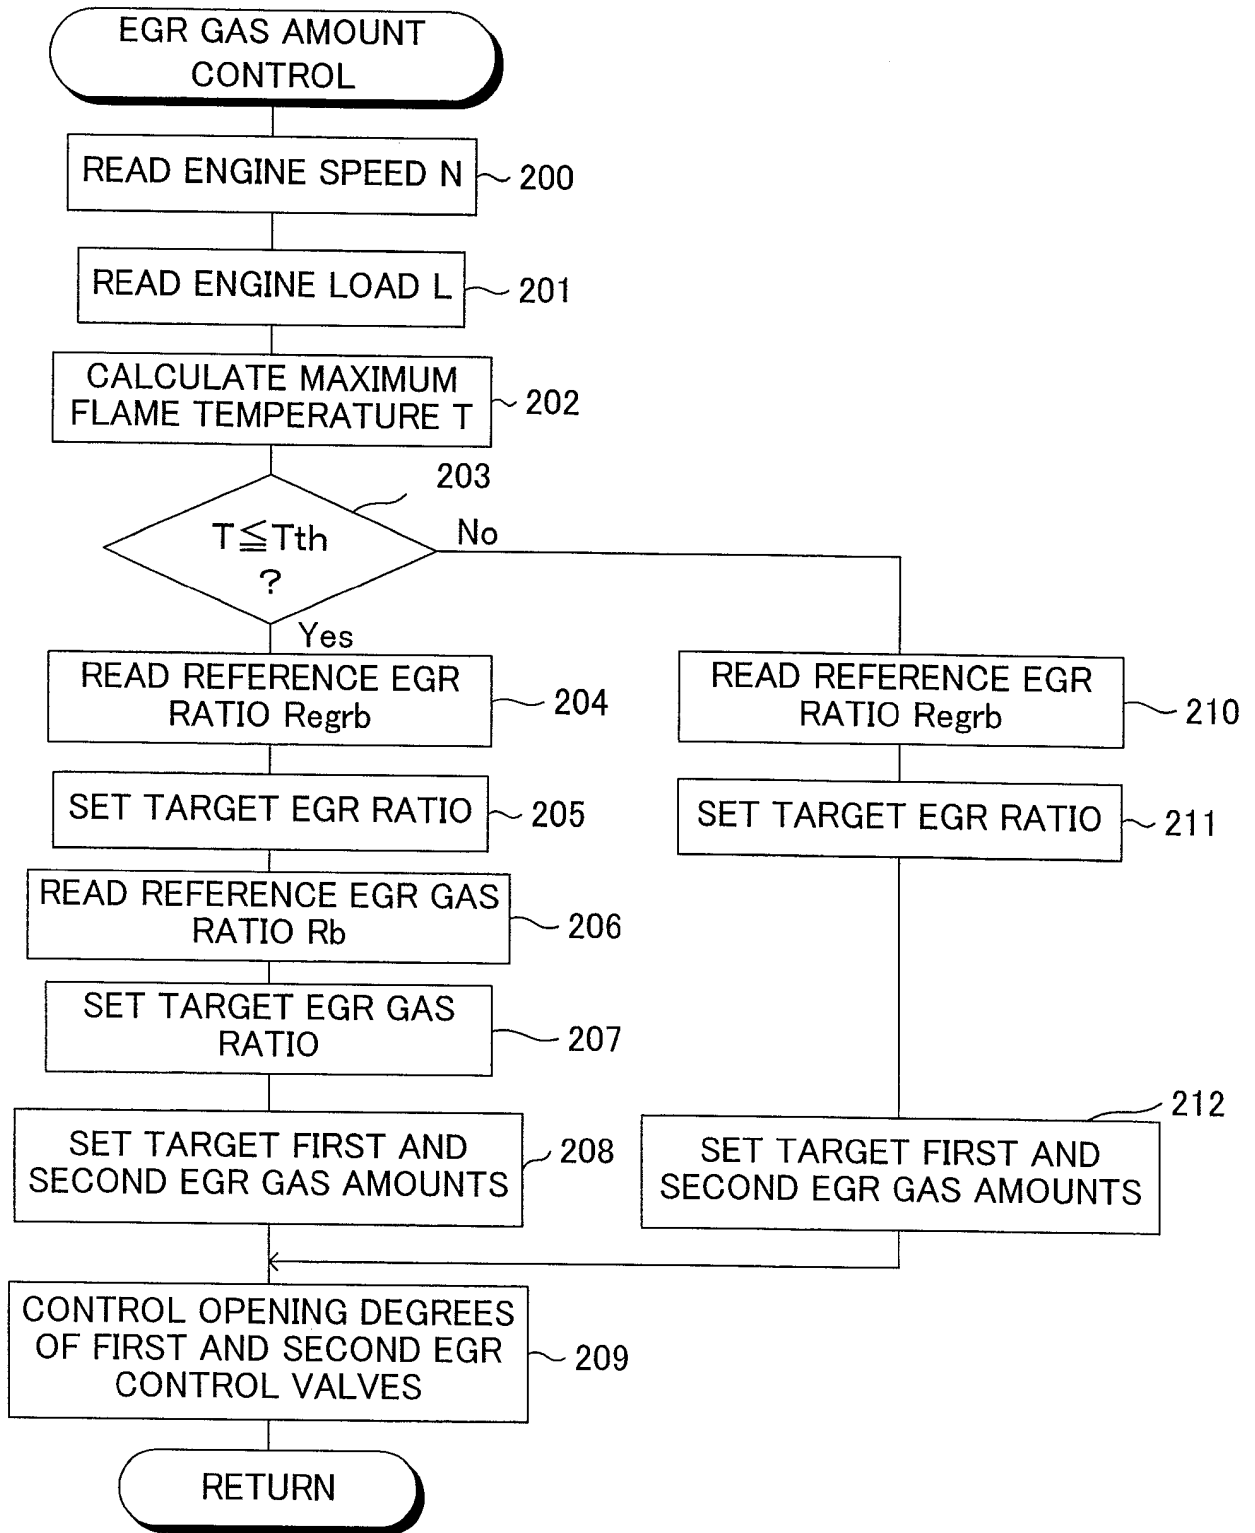 EGR GAS AMOUNT
CONTROL
READ ENGINE SPEED N
200
READ ENGINE LOAD L
201
CALCULATE MAXIMUM
FLAME TEMPERATURE T
202
203
T≦Tth
?
No
Yes
READ REFERENCE EGR
RATIO Regrb
204
SET TARGET EGR RATIO
205
READ REFERENCE EGR GAS
RATIO Rb
206
SET TARGET EGR GAS
RATIO
207
SET TARGET FIRST AND
SECOND EGR GAS AMOUNTS
208
READ REFERENCE EGR
RATIO Regrb
210
SET TARGET EGR RATIO
211
212
SET TARGET FIRST AND
SECOND EGR GAS AMOUNTS
CONTROL OPENING DEGREES
OF FIRST AND SECOND EGR
CONTROL VALVES
209
RETURN